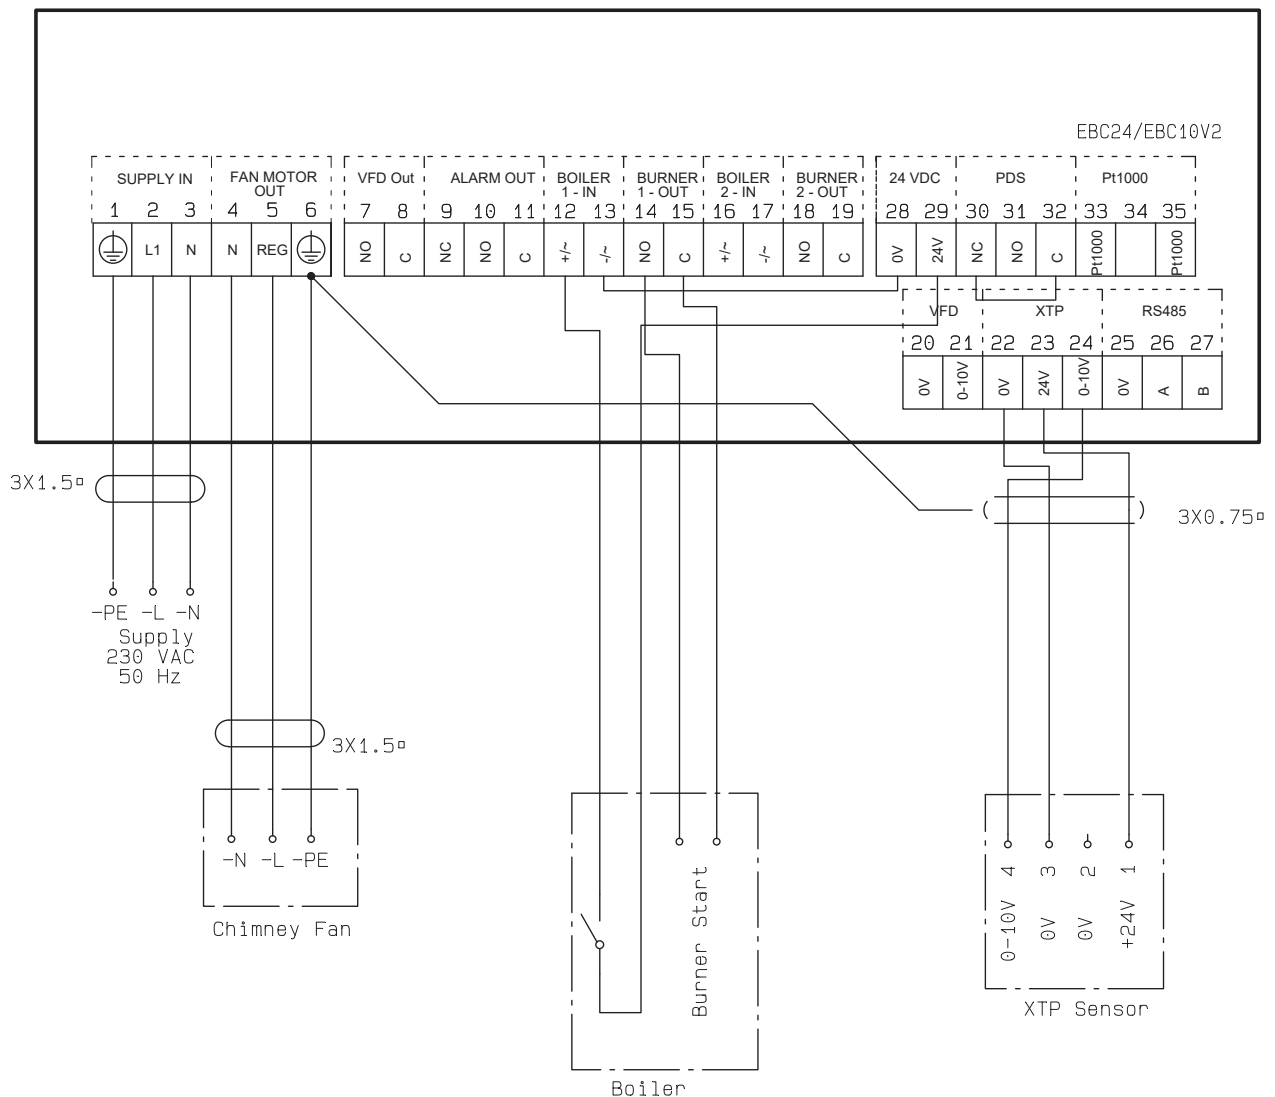 EBC24/EBC10V2
SUPPLY IN FAN MOTOR OUT VFD Out ALARM OUT BOILER 1 - IN BURNER 1 - OUT BOILER 2 - IN BURNER 2 - OUT 24 VDC PDS Pt1000
1 2 3 4 5 6 7 8 9 10 11 12 13 14 15 16 17 18 19 28 29 30 31 32 33 34 35
L1 N N REG NO C NC NO C +/~ -/~ NO C +/~ -/~ NO C 0V 24V NC NO C Pt1000 Pt1000
VFD XTP RS485
20 21 22 23 24 25 26 27
0V 0-10V 0V 24V 0-10V 0V A B
3X1.5▫
3X0.75▫
-PE -L -N
Supply
230 VAC
50 Hz
3X1.5▫
-N -L -PE
Chimney Fan
Burner Start
Boiler
4 3 2 1
0-10V 0V 0V +24V
XTP Sensor